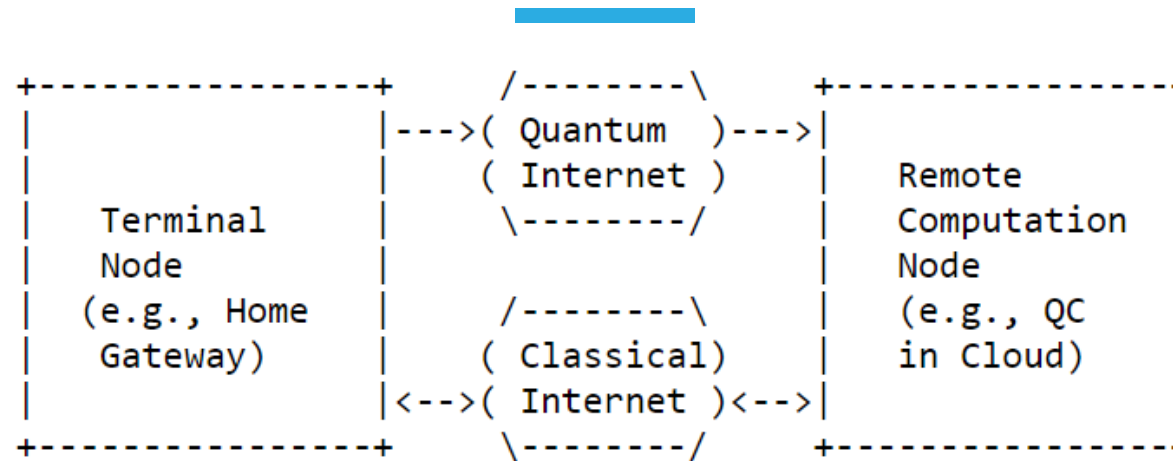 +----------------+     /--------\     +----------------
|                |--->( Quantum  )--->|
|                |    ( Internet )    |   Remote
|   Terminal     |     \--------/     |   Computation
|   Node         |                    |   Node
|  (e.g., Home   |     /--------\     |   (e.g., QC
|   Gateway)     |    ( Classical)    |   in Cloud)
|                |<-->( Internet )<-->|
+----------------+     \--------/     +----------------